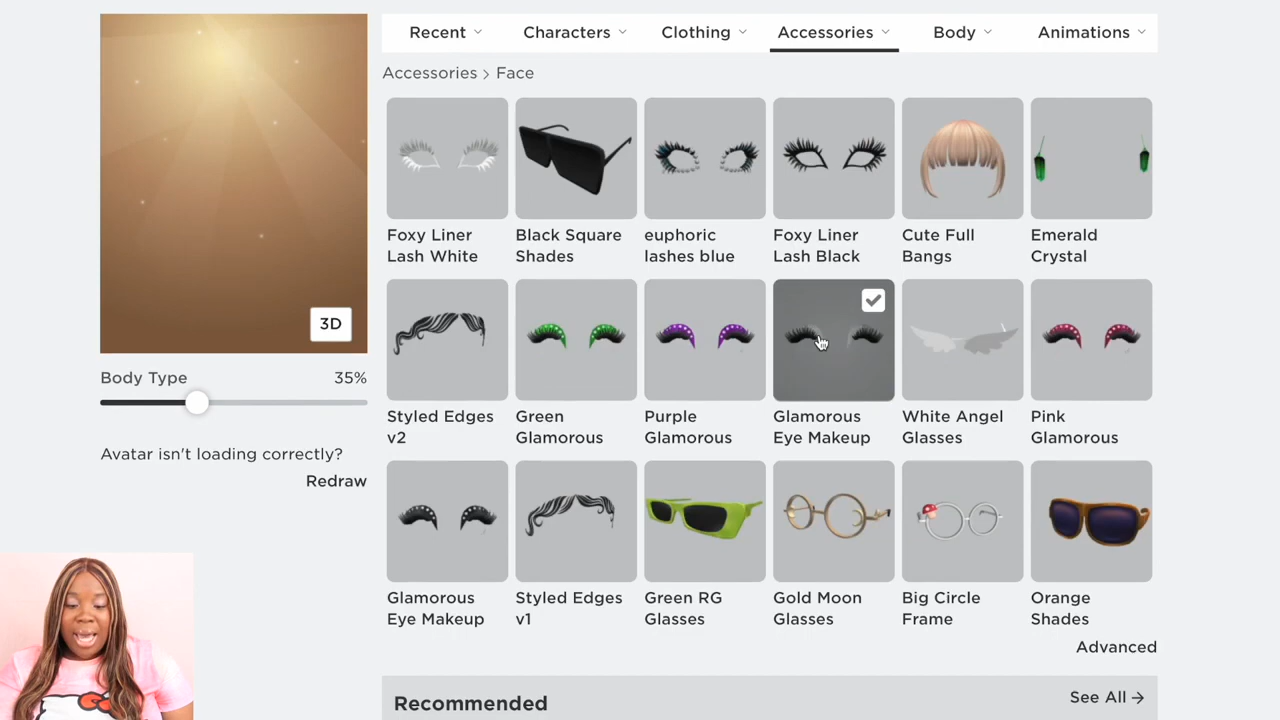 Recent
Characters
Clothing
Accessories
Body
Animations
Accessories > Face
Foxy Liner
Lash White
Black Square
Shades
euphoric
lashes blue
Foxy Liner
Lash Black
Cute Full
Bangs
Emerald
Crystal
3D
Body Type
35%
Avatar isn't loading correctly?
Redraw
Styled Edges
v2
Green
Glamorous
Purple
Glamorous
Glamorous
Eye Makeup
White Angel
Glasses
Pink
Glamorous
Glamorous
Eye Makeup
Styled Edges
v1
Green RG
Glasses
Gold Moon
Glasses
Big Circle
Frame
Orange
Shades
Advanced
Recommended
See All →